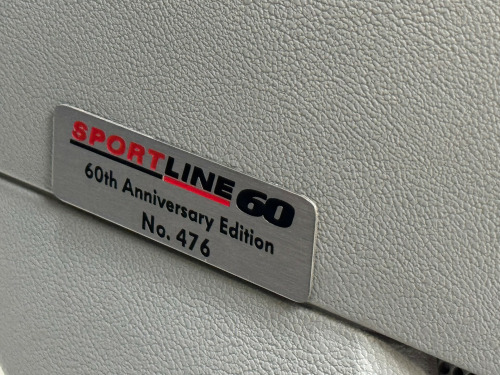 SPORTLINE 60
60th Anniversary Edition
No. 476